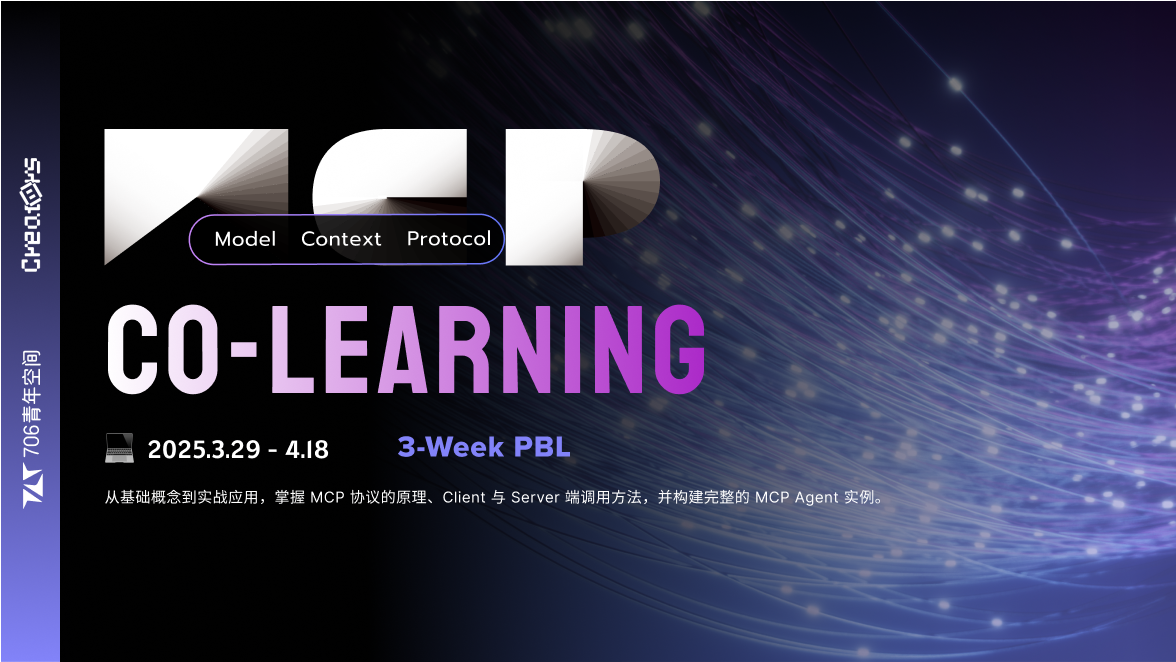 MCP
Model Context Protocol
CO-LEARNING
2025.3.29 - 4.18
3-Week PBL
从基础概念到实战应用，掌握 MCP 协议的原理、Client 与 Server 端调用方法，并构建完整的 MCP Agent 实例。
706青年空间